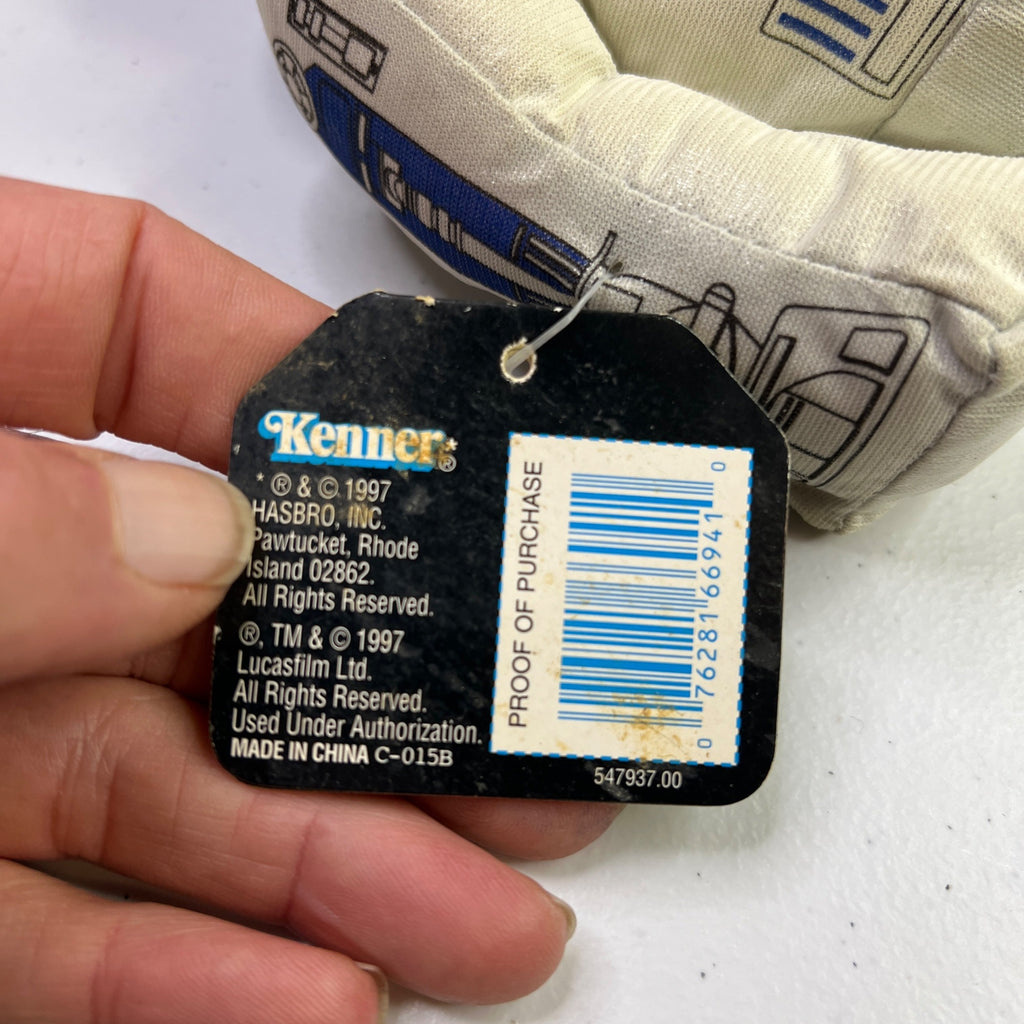 Kenner*®
* ® & © 1997
HASBRO, INC.
Pawtucket, Rhode
Island 02862.
All Rights Reserved.
®, TM & © 1997
Lucasfilm Ltd.
All Rights Reserved.
Used Under Authorization.
MADE IN CHINA C-015B
PROOF OF PURCHASE
0 76281 66941 0
547937.00